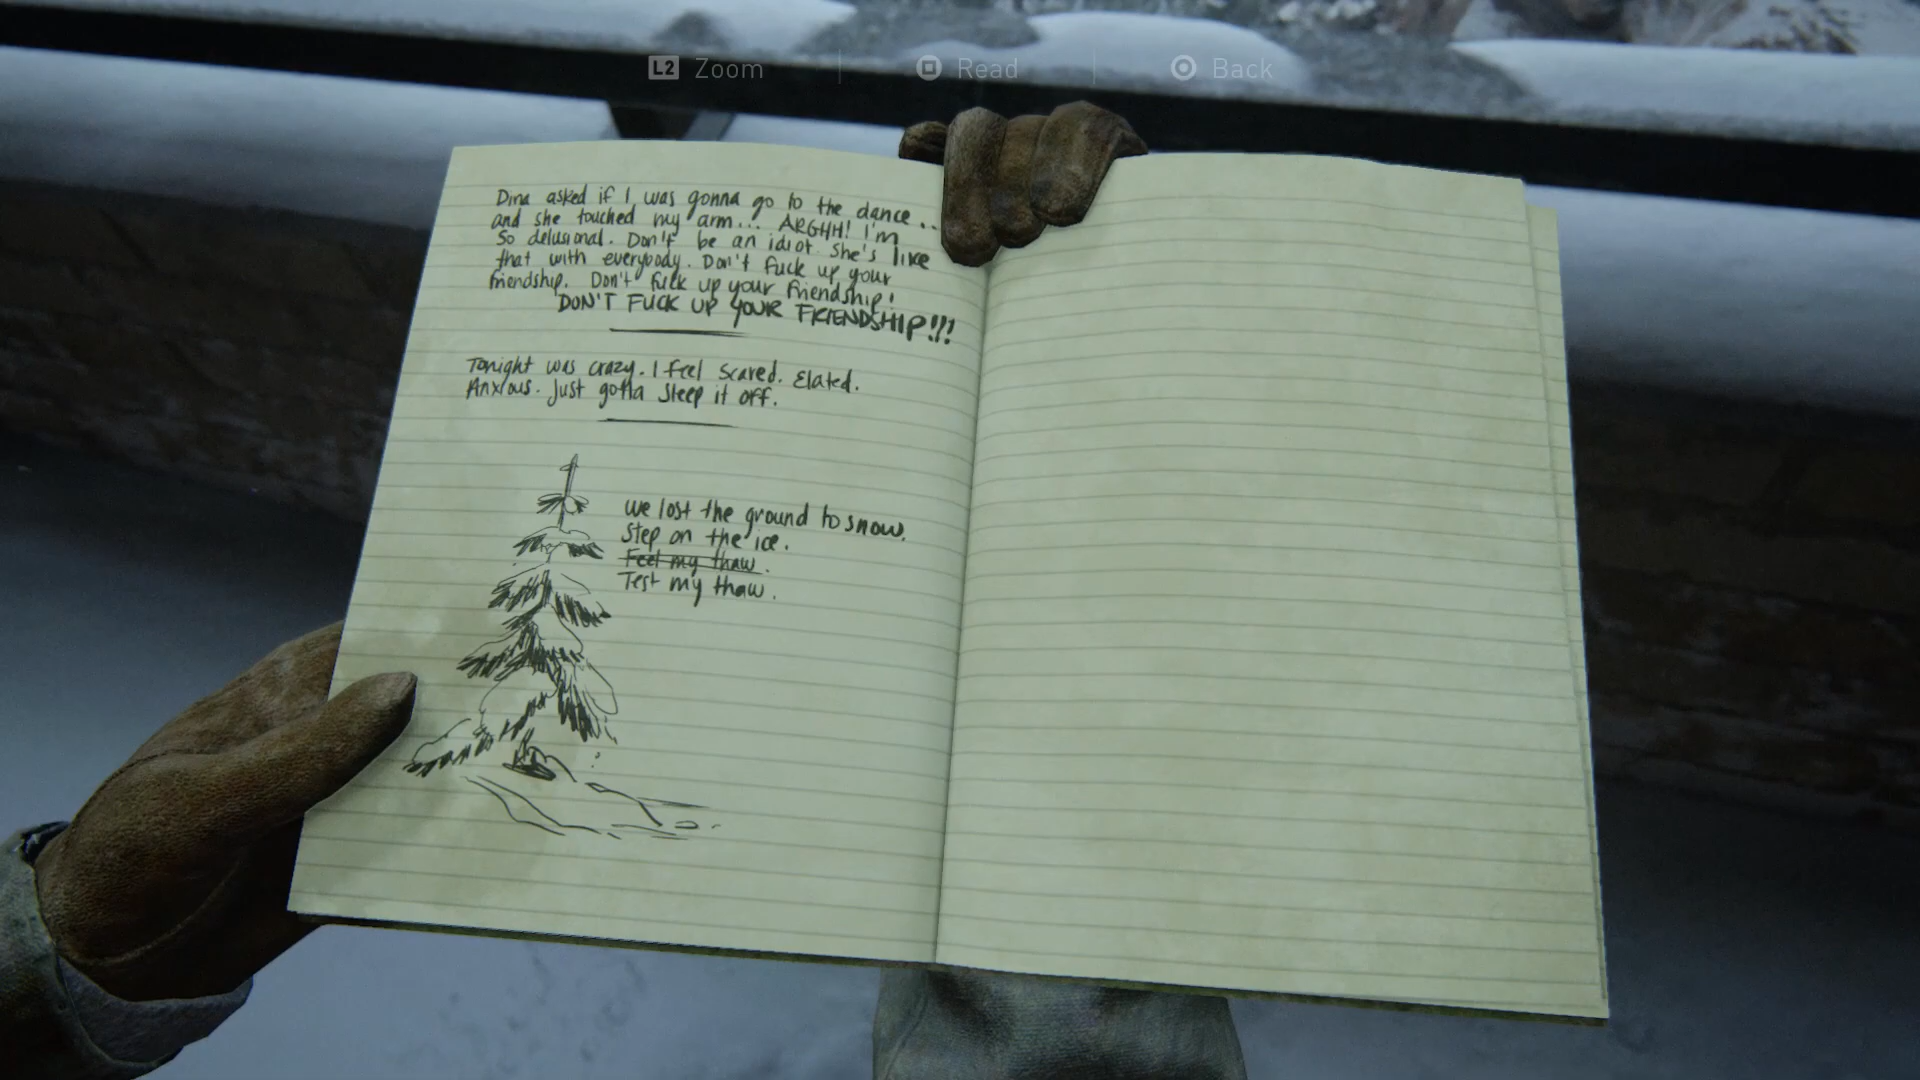 L2 Zoom
Read
Back
Dina asked if I was gonna go to the dance..
and she touched my arm... ARGHH! I'm
So delusional. Don't be an idiot. She's like
that with everybody. Don't fuck up your
friendship. Don't fuck up your friendship!
DON'T FUCK UP YOUR FRIENDSHIP!!!
Tonight was crazy. I feel scared. Elated.
Anxious. Just gotta sleep it off.
We lost the ground to snow.
Step on the ice.
Feel my thaw.
Test my thaw.